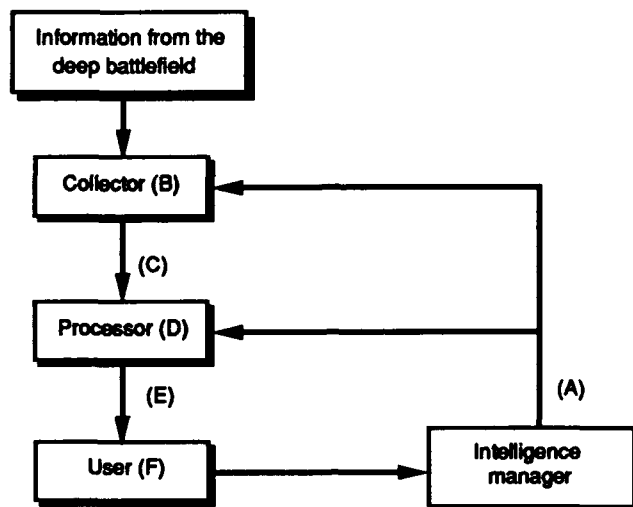 Information from the
deep battlefield
Collector (B)
(C)
Processor (D)
(E)
(A)
User (F)
Intelligence
manager